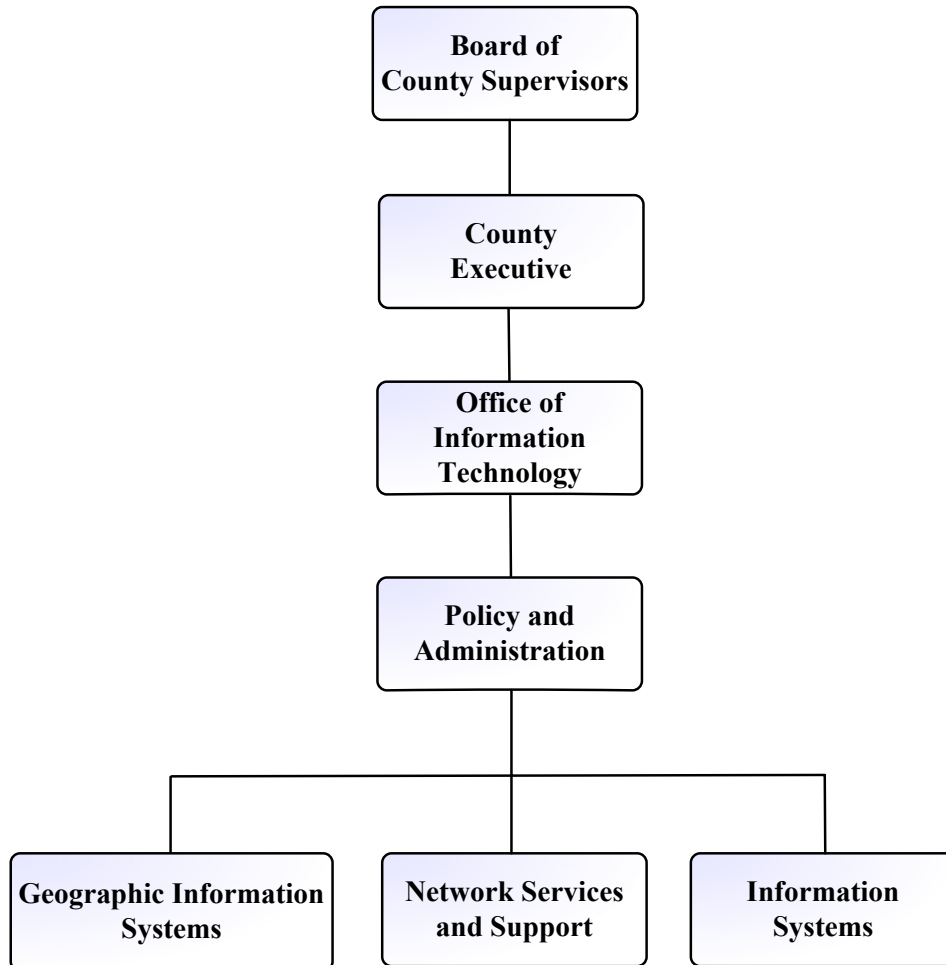 Board of
County Supervisors
County
Executive
Office of
Information
Technology
Policy and
Administration
Geographic Information
Systems
Network Services
and Support
Information
Systems